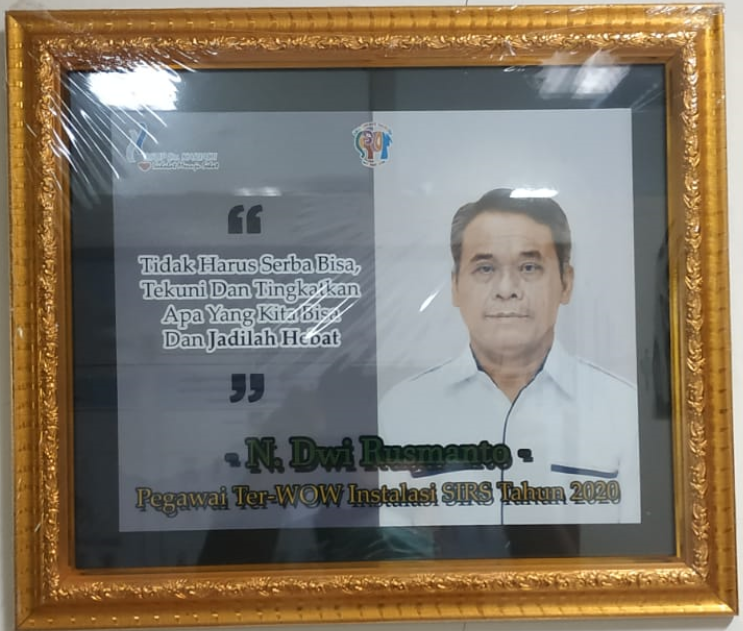 Tidak Harus Serba Bisa,
Tekuni Dan Tingkatkan
Apa Yang Kita Bisa
Dan Jadilah Hebat
- N. Dwi Rusmanto -
Pegawai Ter-WOW Instalasi SIRS Tahun 2020